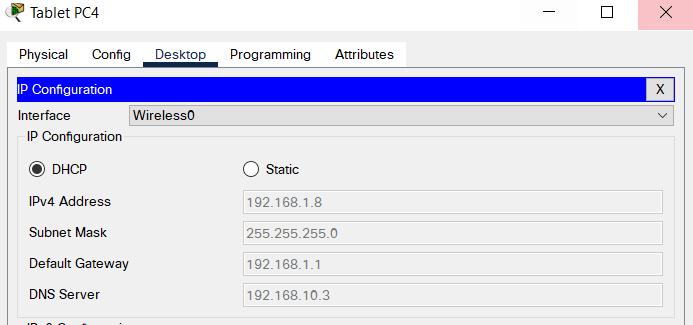 Tablet PC4
Physical Config Desktop Programming Attributes
IP Configuration X
Interface Wireless0
IP Configuration
DHCP Static
IPv4 Address 192.168.1.8
Subnet Mask 255.255.255.0
Default Gateway 192.168.1.1
DNS Server 192.168.10.3